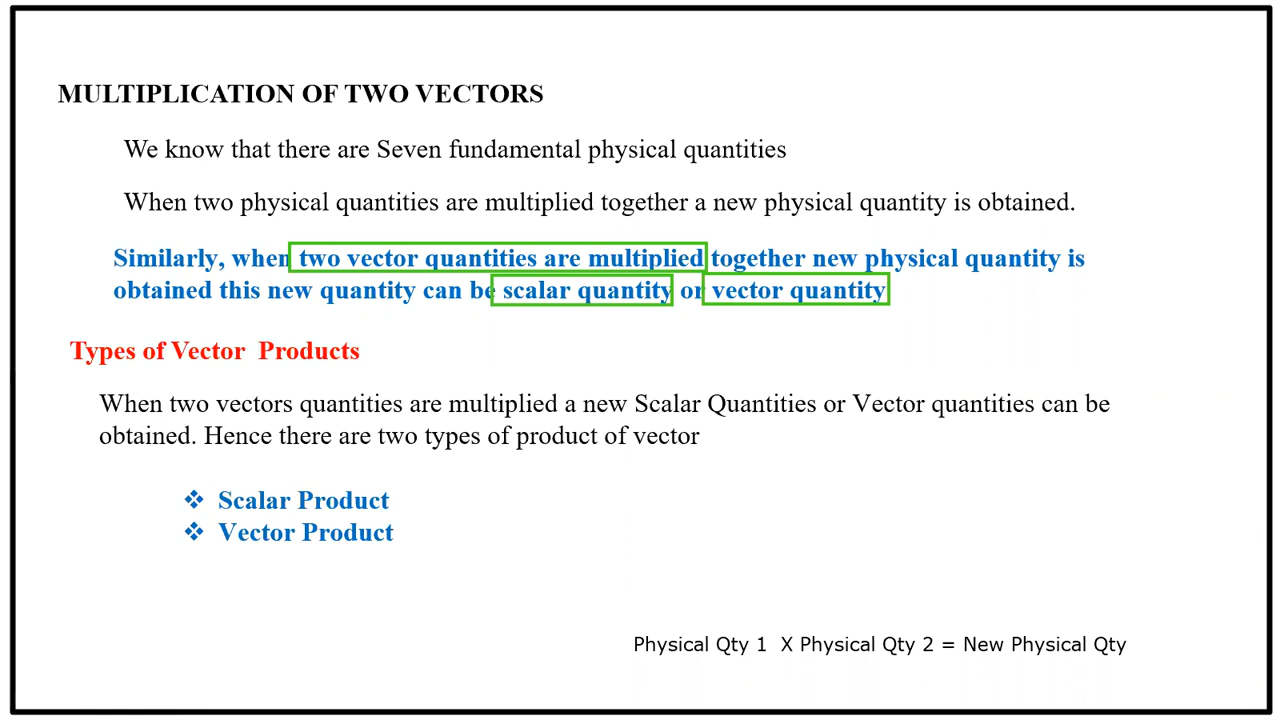 MULTIPLICATION OF TWO VECTORS
We know that there are Seven fundamental physical quantities
When two physical quantities are multiplied together a new physical quantity is obtained.
Similarly, when two vector quantities are multiplied together new physical quantity is
obtained this new quantity can be scalar quantity or vector quantity
Types of Vector Products
When two vectors quantities are multiplied a new Scalar Quantities or Vector quantities can be
obtained. Hence there are two types of product of vector
❖ Scalar Product
❖ Vector Product
Physical Qty 1 X Physical Qty 2 = New Physical Qty